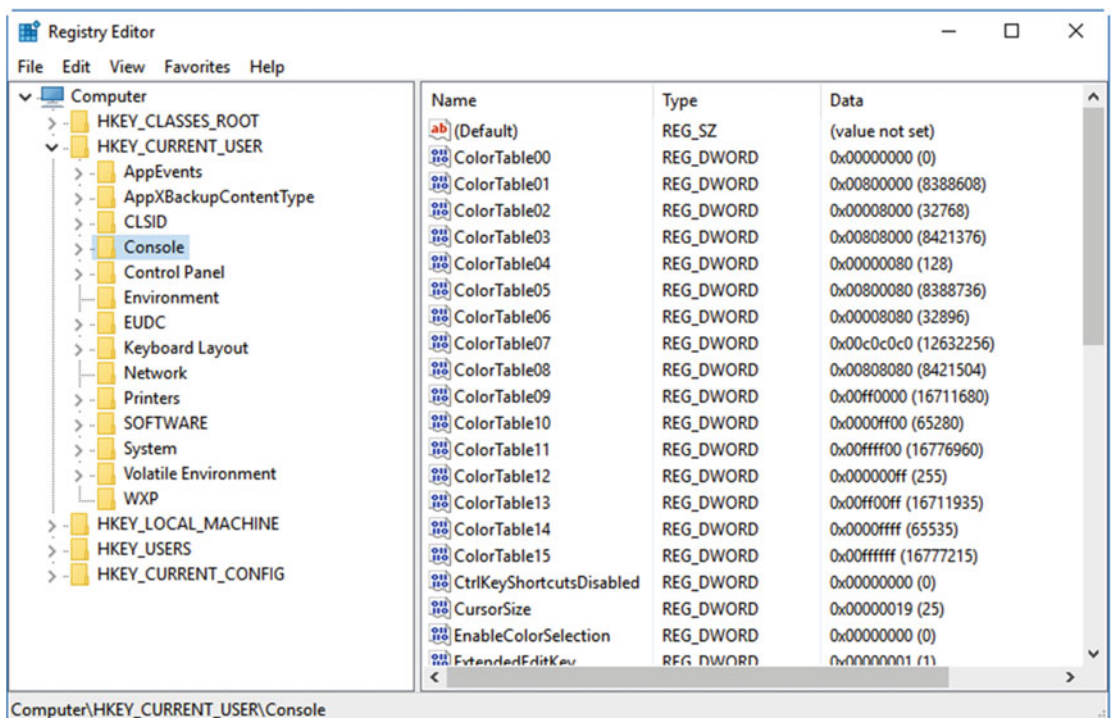 Registry Editor
File Edit View Favorites Help
Computer
HKEY_CLASSES_ROOT
HKEY_CURRENT_USER
AppEvents
AppXBackupContentType
CLSID
Console
Control Panel
Environment
EUDC
Keyboard Layout
Network
Printers
SOFTWARE
System
Volatile Environment
WXP
HKEY_LOCAL_MACHINE
HKEY_USERS
HKEY_CURRENT_CONFIG
Name Type Data
(Default) REG_SZ (value not set)
ColorTable00 REG_DWORD 0x00000000 (0)
ColorTable01 REG_DWORD 0x00800000 (8388608)
ColorTable02 REG_DWORD 0x00008000 (32768)
ColorTable03 REG_DWORD 0x00808000 (8421376)
ColorTable04 REG_DWORD 0x00000080 (128)
ColorTable05 REG_DWORD 0x00800080 (8388736)
ColorTable06 REG_DWORD 0x00008080 (32896)
ColorTable07 REG_DWORD 0x00c0c0c0 (12632256)
ColorTable08 REG_DWORD 0x00808080 (8421504)
ColorTable09 REG_DWORD 0x00ff0000 (16711680)
ColorTable10 REG_DWORD 0x0000ff00 (65280)
ColorTable11 REG_DWORD 0x00ffff00 (16776960)
ColorTable12 REG_DWORD 0x000000ff (255)
ColorTable13 REG_DWORD 0x00ff00ff (16711935)
ColorTable14 REG_DWORD 0x0000ffff (65535)
ColorTable15 REG_DWORD 0x00ffffff (16777215)
CtrlKeyShortcutsDisabled REG_DWORD 0x00000000 (0)
CursorSize REG_DWORD 0x00000019 (25)
EnableColorSelection REG_DWORD 0x00000000 (0)
ExtendedEditKey REG_DWORD 0x00000001 (1)
Computer\HKEY_CURRENT_USER\Console